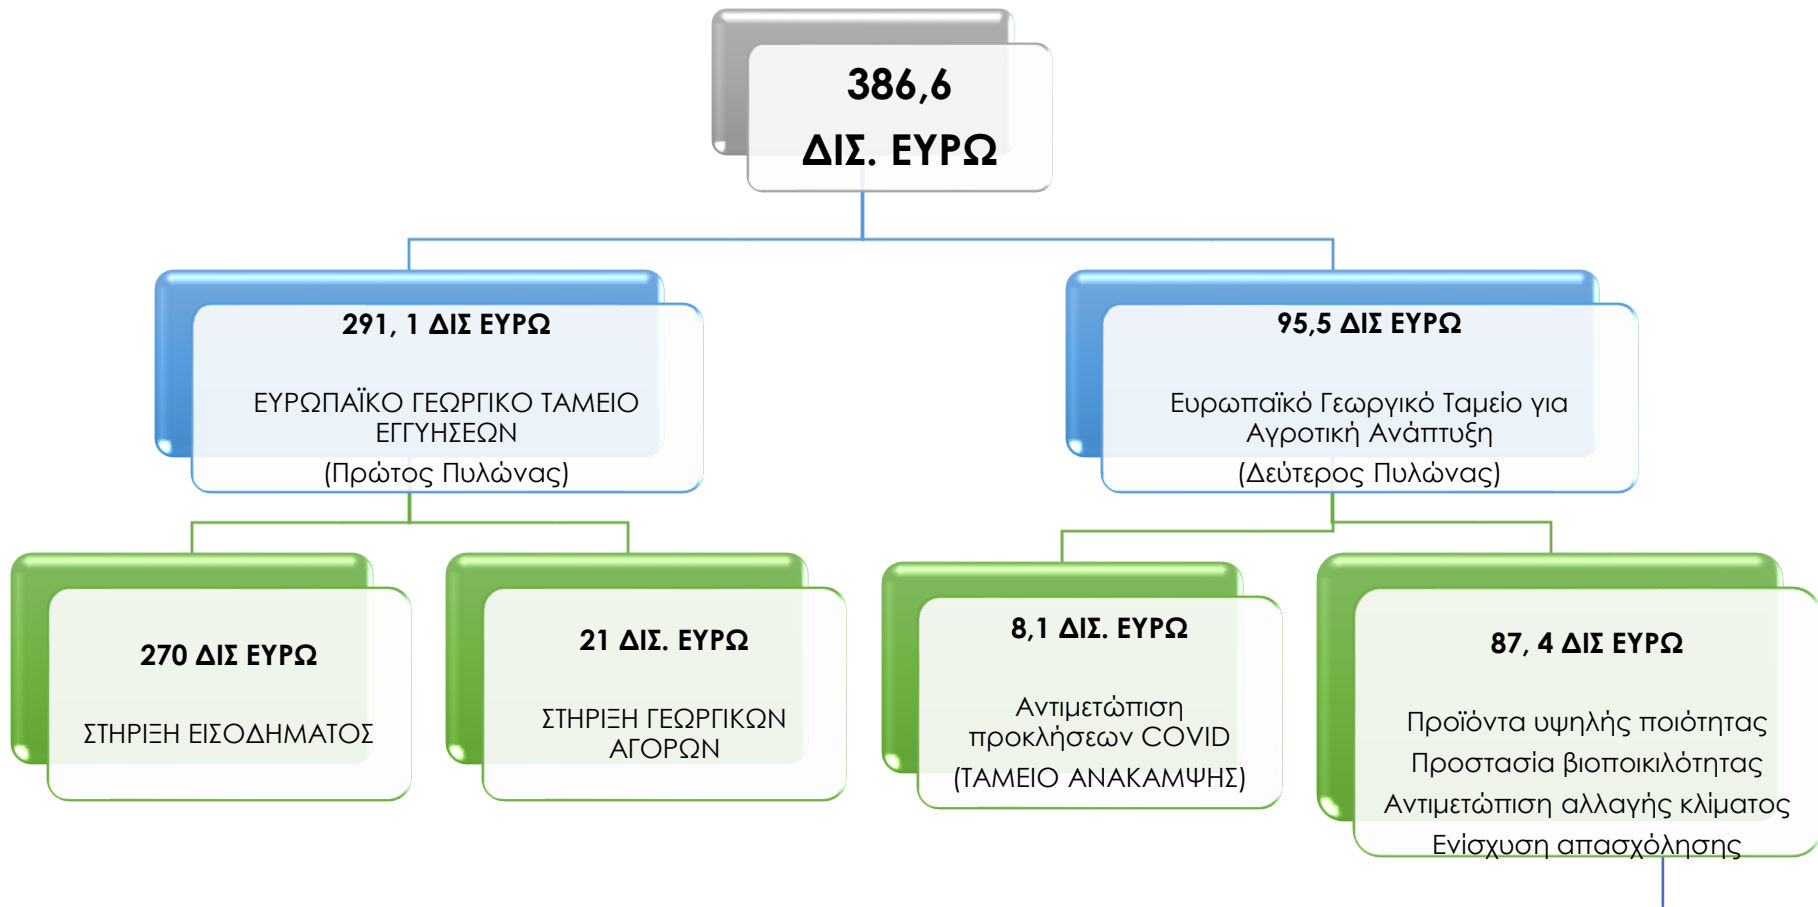 386,6
ΔΙΣ. ΕΥΡΩ
291, 1 ΔΙΣ ΕΥΡΩ
ΕΥΡΩΠΑΪΚΟ ΓΕΩΡΓΙΚΟ ΤΑΜΕΙΟ
ΕΓΓΥΗΣΕΩΝ
(Πρώτος Πυλώνας)
95,5 ΔΙΣ ΕΥΡΩ
Ευρωπαϊκό Γεωργικό Ταμείο για
Αγροτική Ανάπτυξη
(Δεύτερος Πυλώνας)
270 ΔΙΣ ΕΥΡΩ
ΣΤΗΡΙΞΗ ΕΙΣΟΔΗΜΑΤΟΣ
21 ΔΙΣ. ΕΥΡΩ
ΣΤΗΡΙΞΗ ΓΕΩΡΓΙΚΩΝ
ΑΓΟΡΩΝ
8,1 ΔΙΣ. ΕΥΡΩ
Αντιμετώπιση
προκλήσεων COVID
(ΤΑΜΕΙΟ ΑΝΑΚΑΜΨΗΣ)
87, 4 ΔΙΣ ΕΥΡΩ
Προϊόντα υψηλής ποιότητας
Προστασία βιοποικιλότητας
Αντιμετώπιση αλλαγής κλίματος
Ενίσχυση απασχόλησης